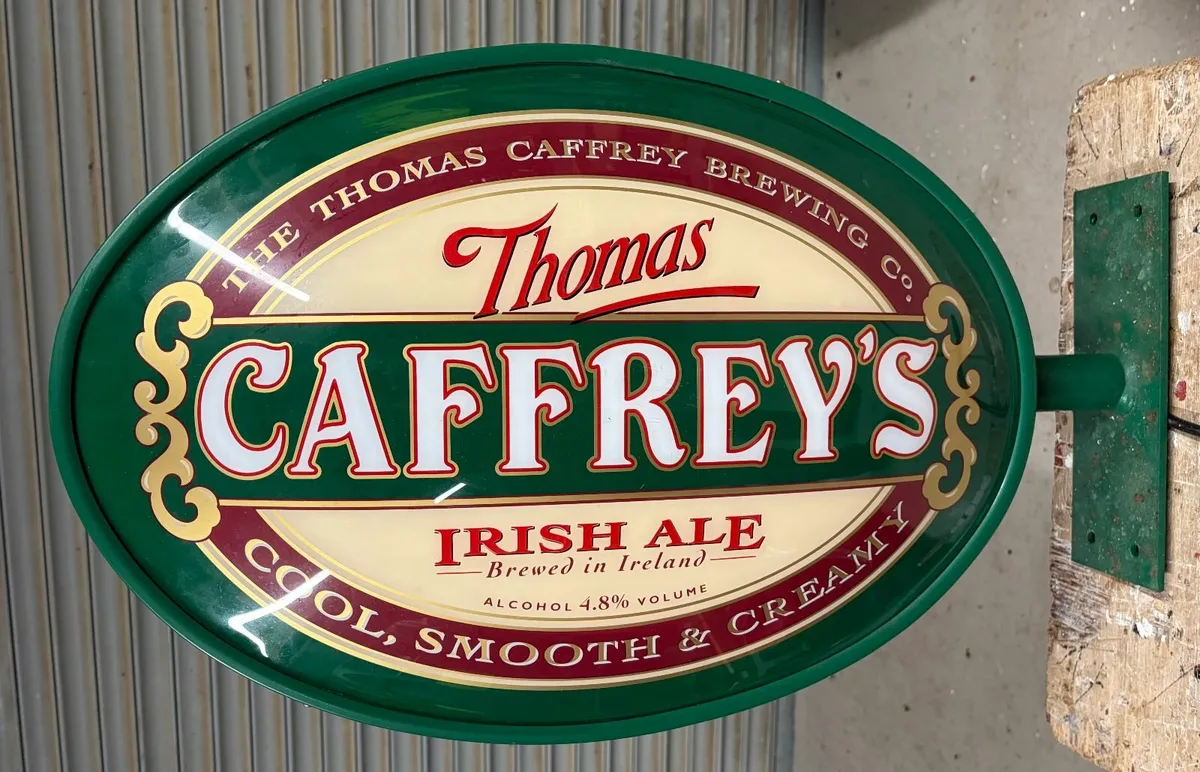 THE THOMAS CAFFREY BREWING Co.
Thomas
CAFFREY'S
IRISH ALE
Brewed in Ireland
ALCOHOL 4.8% VOLUME
COOL, SMOOTH & CREAMY